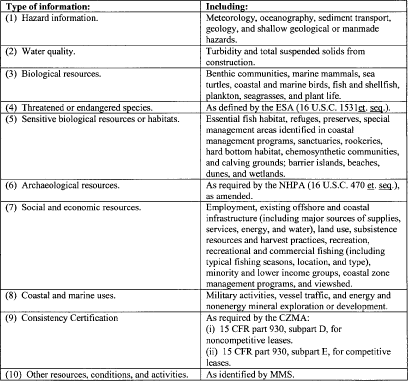 Type of information: Including:
(1) Hazard information. Meteorology, oceanography, sediment transport,
geology, and shallow geological or manmade
hazards.
(2) Water quality. Turbidity and total suspended solids from
construction.
(3) Biological resources. Benthic communities, marine mammals, sea
turtles, coastal and marine birds, fish and shellfish,
plankton, seagrasses, and plant life.
(4) Threatened or endangered species. As defined by the ESA (16 U.S.C. 1531et. seq.).
(5) Sensitive biological resources or habitats. Essential fish habitat, refuges, preserves, special
management areas identified in coastal
management programs, sanctuaries, rookeries,
hard bottom habitat, chemosynthetic communities,
and calving grounds; barrier islands, beaches,
dunes, and wetlands.
(6) Archaeological resources. As required by the NHPA (16 U.S.C. 470 et. seq.),
as amended.
(7) Social and economic resources. Employment, existing offshore and coastal
infrastructure (including major sources of supplies,
services, energy, and water), land use, subsistence
resources and harvest practices, recreation,
recreational and commercial fishing (including
typical fishing seasons, location, and type),
minority and lower income groups, coastal zone
management programs, and viewshed.
(8) Coastal and marine uses. Military activities, vessel traffic, and energy and
nonenergy mineral exploration or development.
(9) Consistency Certification As required by the CZMA:
(i) 15 CFR part 930, subpart D, for
noncompetitive leases.
(ii) 15 CFR part 930, subpart E, for competitive
leases.
(10) Other resources, conditions, and activities. As identified by MMS.